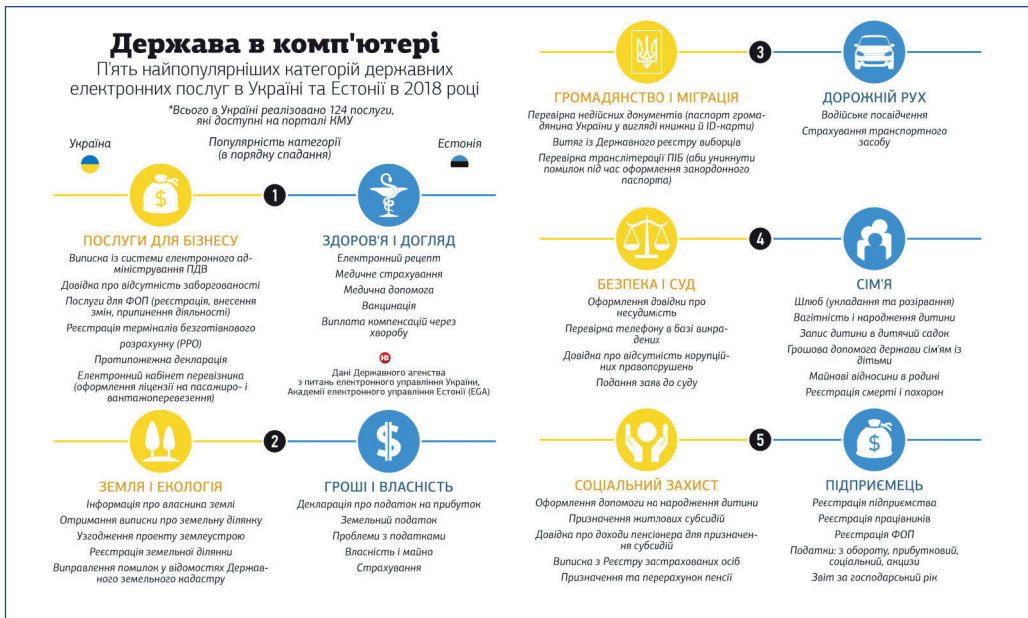 Держава в комп'ютері
П'ять найпопулярніших категорій державних
електронних послуг в Україні та Естонії в 2018 році
*Всього в Україні реалізовано 124 послуги,
які доступні на порталі КМУ
Україна
Популярність категорії
(в порядку спадання)
Естонія
1
ПОСЛУГИ ДЛЯ БІЗНЕСУ
Виписка із системи електронного ад-
міністрування ПДВ
Довідка про відсутність заборгованості
Послуги для ФОП (реєстрація, внесення
змін, припинення діяльності)
Реєстрація терміналів безготівкового
розрахунку (РРО)
Протипожежна декларація
Електронний кабінет перевізника
(оформлення ліцензії на пасажиро- і
вантажоперевезення)
ЗДОРОВ'Я І ДОГЛЯД
Електронний рецепт
Медичне страхування
Медична допомога
Вакцинація
Виплата компенсацій через
хворобу
НВ
Дані Державного агенства
з питань електронного управління України,
Академії електронного управління Естонії (EGA)
2
ЗЕМЛЯ І ЕКОЛОГІЯ
Інформація про власника землі
Отримання виписки про земельну ділянку
Узгодження проекту землеустрою
Реєстрація земельної ділянки
Виправлення помилок у відомостях Держав-
ного земельного кадастру
ГРОШІ І ВЛАСНІСТЬ
Декларація про податок на прибуток
Земельний податок
Проблеми з податками
Власність і майно
Страхування
3
ГРОМАДЯНСТВО І МІГРАЦІЯ
Перевірка недійсних документів (паспорт грома-
дянина України у вигляді книжки й ID-карти)
Витяг із Державного реєстру виборців
Перевірка транслітерації ПІБ (аби уникнути
помилок під час оформлення закордонного
паспорта)
ДОРОЖНІЙ РУХ
Водійське посвідчення
Страхування транспортного
засобу
4
БЕЗПЕКА І СУД
Оформлення довідки про
несудимість
Перевірка телефону в базі викра-
дених
Довідка про відсутність корупцій-
них правопорушень
Подання заяв до суду
СІМ'Я
Шлюб (укладання та розірвання)
Вагітність і народження дитини
Запис дитини в дитячий садок
Грошова допомога держави сім'ям із
дітьми
Майнові відносини в родині
Реєстрація смерті і похорон
5
СОЦІАЛЬНИЙ ЗАХИСТ
Оформлення допомоги на народження дитини
Призначення житлових субсидій
Довідка про доходи пенсіонера для призначен-
ня субсидій
Виписка з Реєстру застрахованих осіб
Призначення та перерахунок пенсії
ПІДПРИЄМЕЦЬ
Реєстрація підприємства
Реєстрація працівників
Реєстрація ФОП
Податки: з обороту, прибутковий,
соціальний, акцизи
Звіт за господарський рік